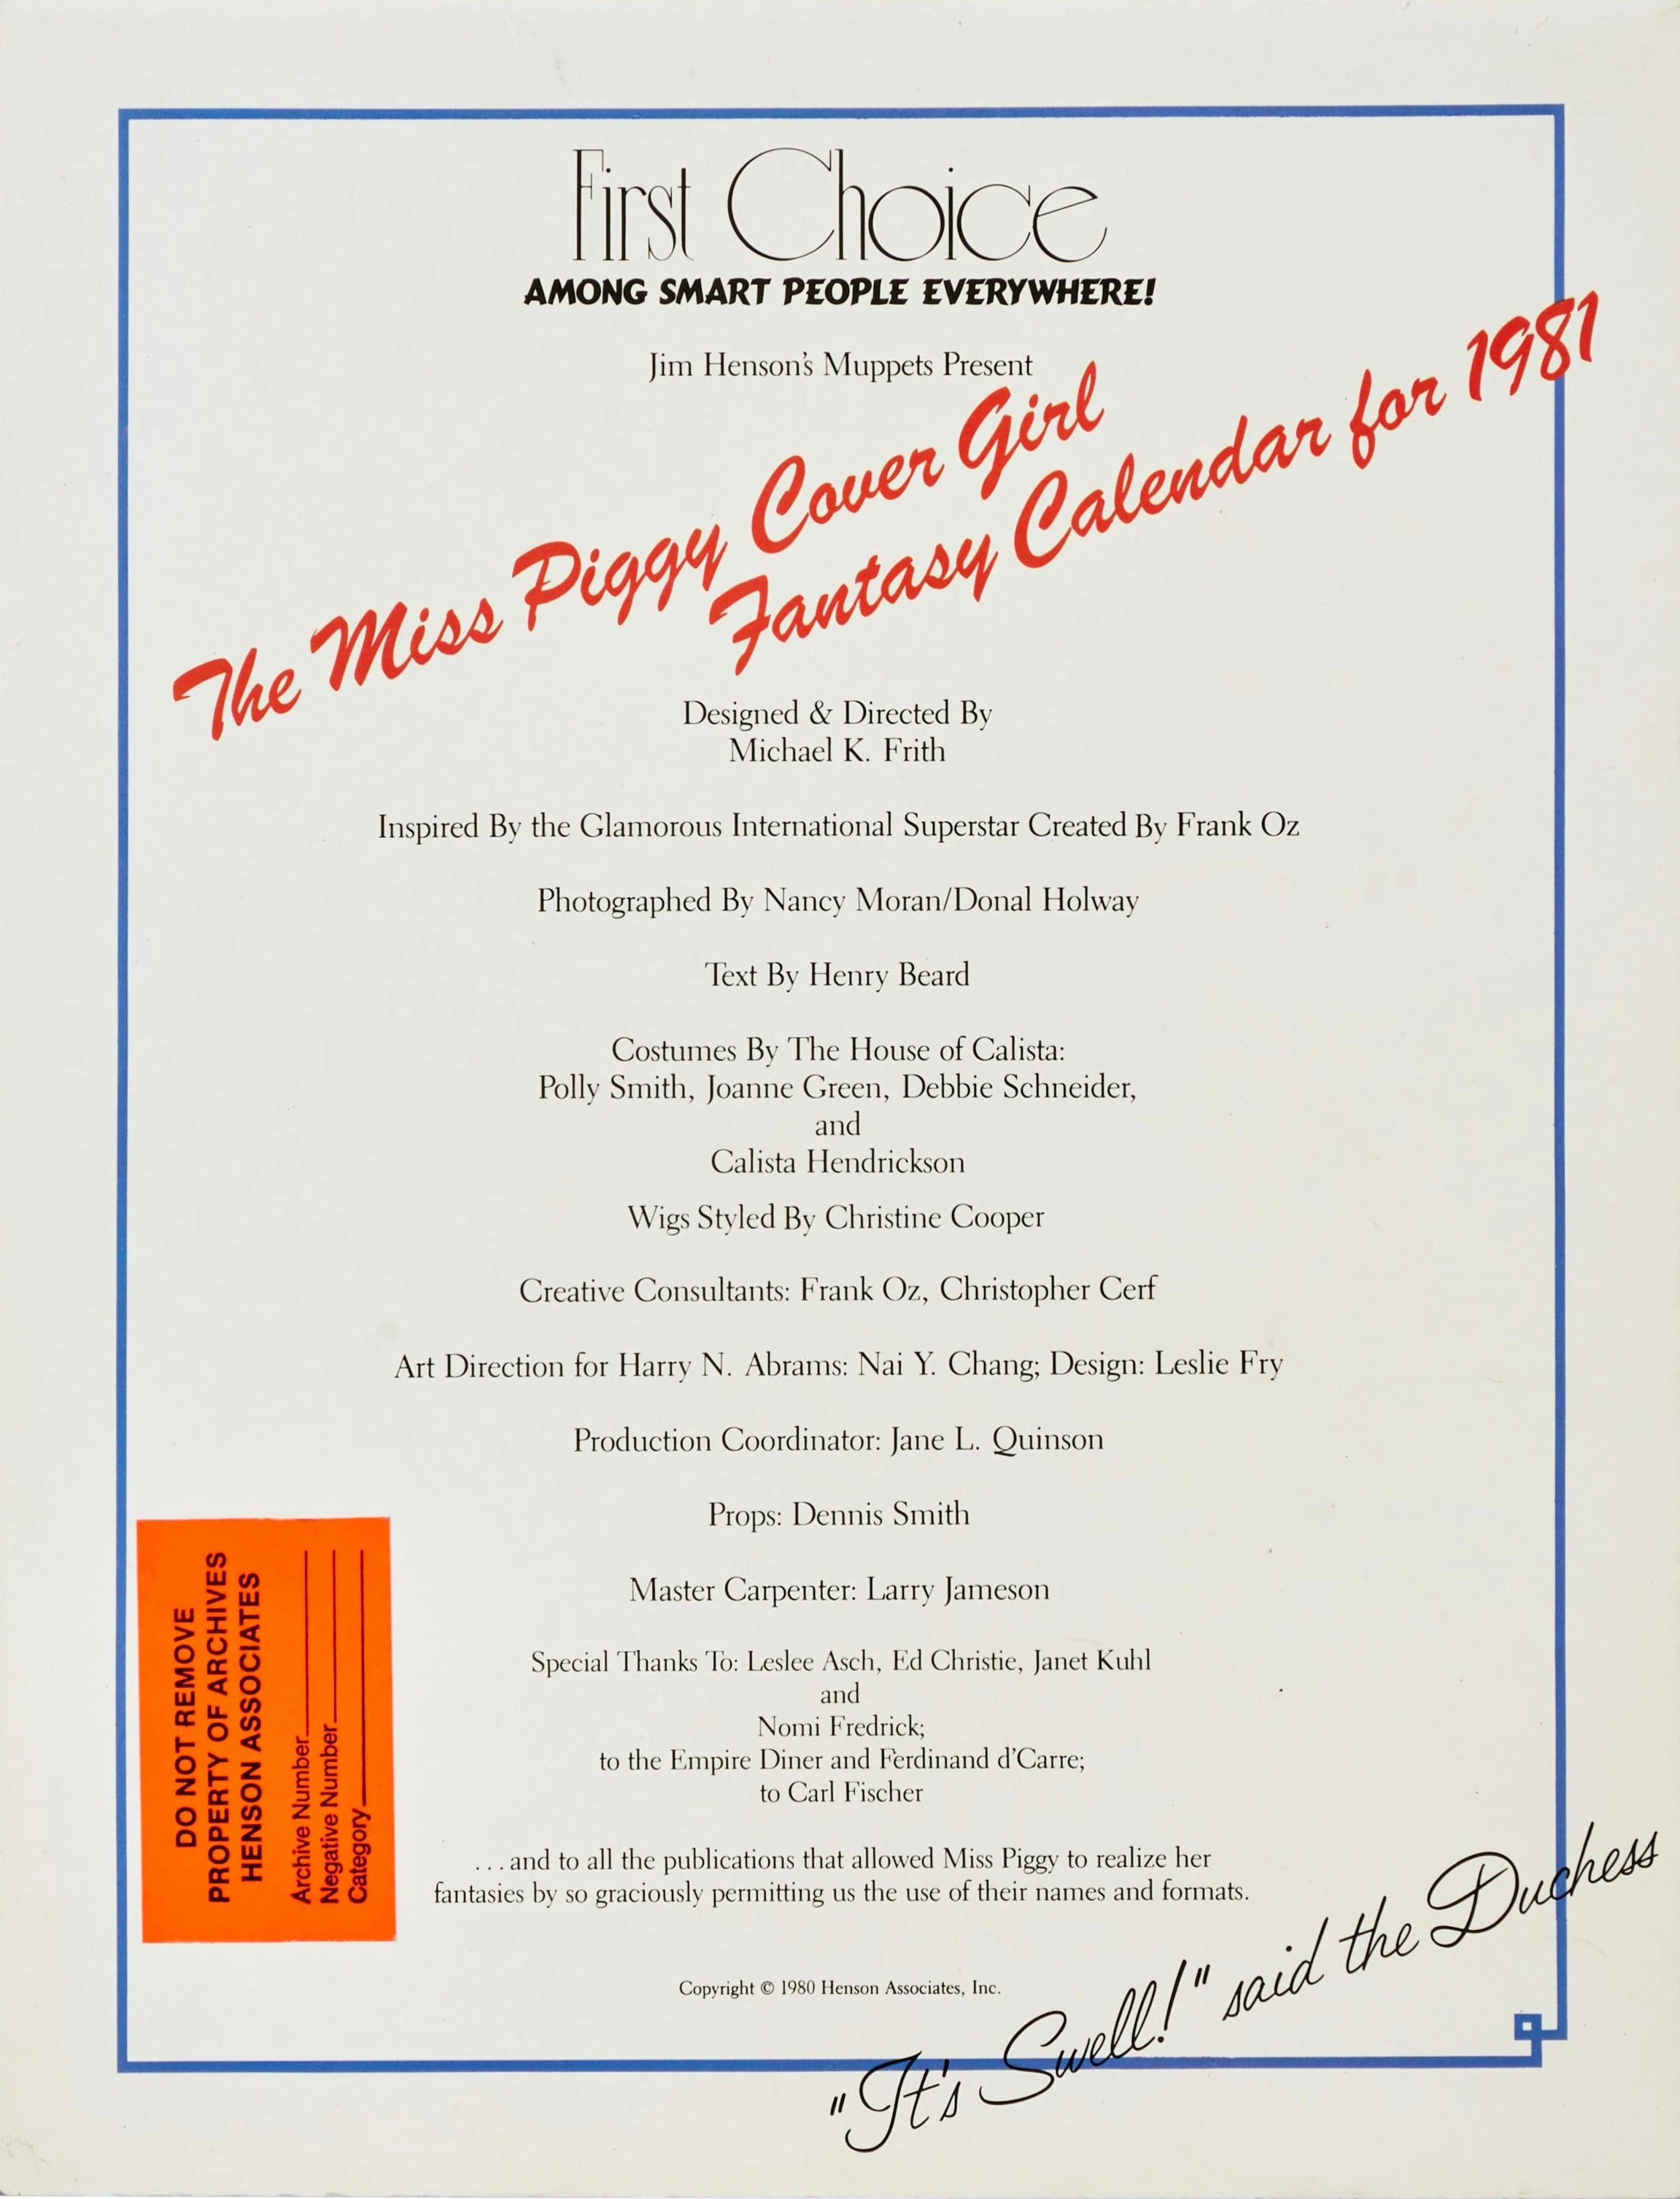 First Choice
AMONG SMART PEOPLE EVERYWHERE!
Jim Henson's Muppets Present
The Miss Piggy Cover Girl
Fantasy Calendar for 1981
Designed & Directed By
Michael K. Frith
Inspired By the Glamorous International Superstar Created By Frank Oz
Photographed By Nancy Moran/Donal Holway
Text By Henry Beard
Costumes By The House of Calista:
Polly Smith, Joanne Green, Debbie Schneider,
and
Calista Hendrickson
Wigs Styled By Christine Cooper
Creative Consultants: Frank Oz, Christopher Cerf
Art Direction for Harry N. Abrams: Nai Y. Chang; Design: Leslie Fry
Production Coordinator: Jane L. Quinson
Props: Dennis Smith
Master Carpenter: Larry Jameson
Special Thanks To: Leslee Asch, Ed Christie, Janet Kuhl
and
Nomi Fredrick;
to the Empire Diner and Ferdinand d'Carre;
to Carl Fischer
...and to all the publications that allowed Miss Piggy to realize her
fantasies by so graciously permitting us the use of their names and formats.
Copyright © 1980 Henson Associates, Inc.
"It's Swell!" said the Duchess
DO NOT REMOVE
PROPERTY OF ARCHIVES
HENSON ASSOCIATES
Archive Number
Negative Number
Category